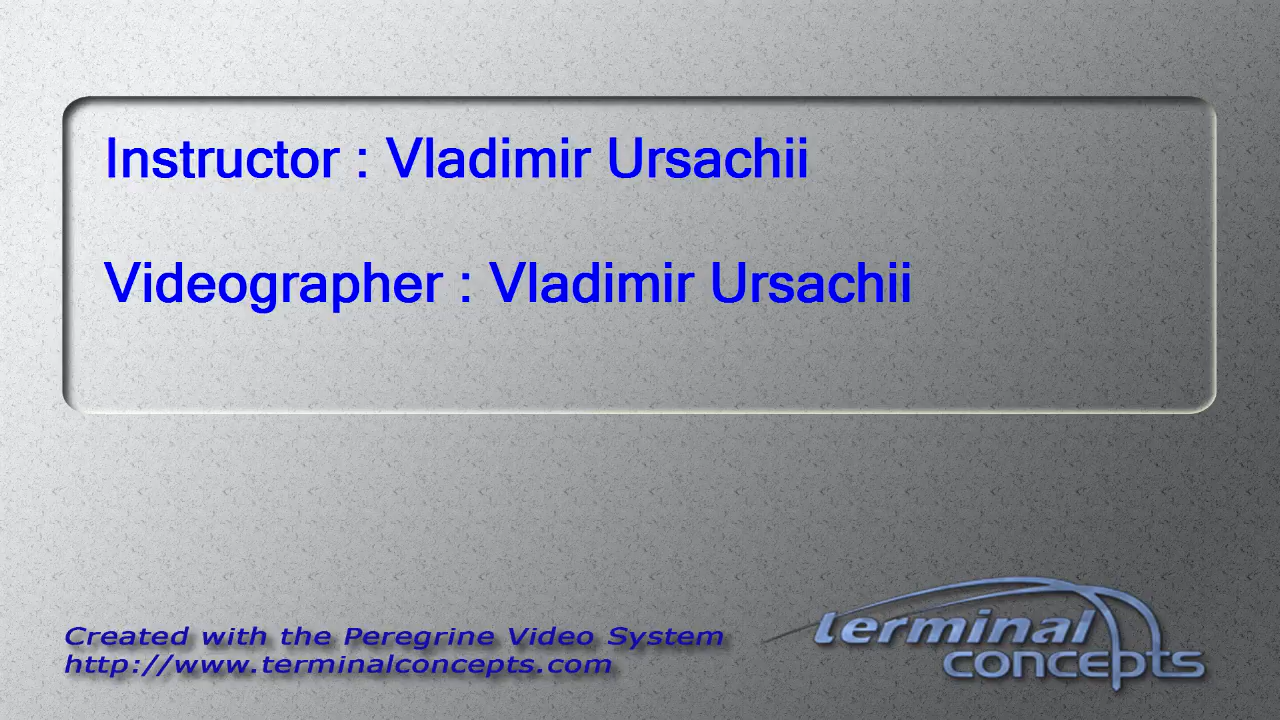 Instructor : Vladimir Ursachii
Videographer : Vladimir Ursachii
Created with the Peregrine Video System
http://www.terminalconcepts.com
terminal
concepts